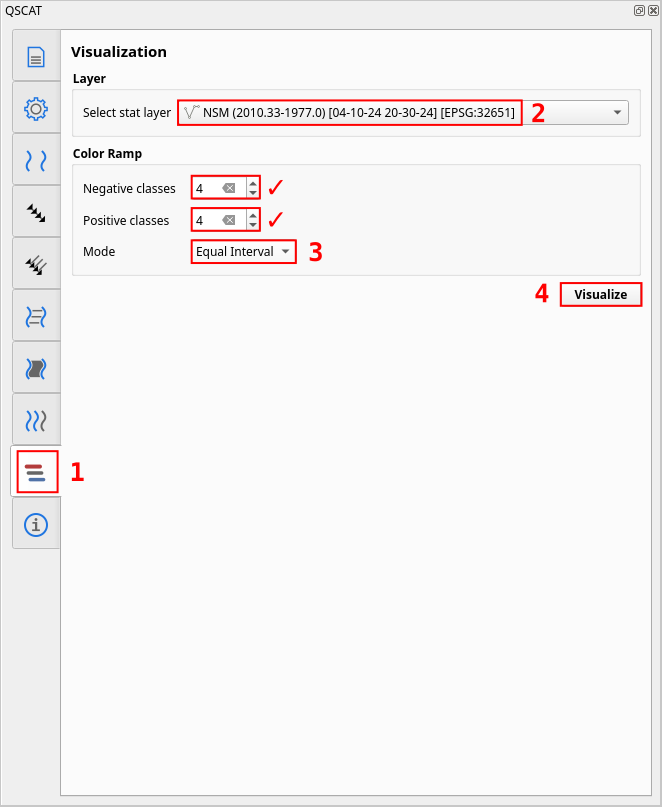 QSCAT
Visualization
Layer
Select stat layer NSM (2010.33-1977.0) [04-10-24 20-30-24] [EPSG:32651] 2
Color Ramp
Negative classes 4 ✓
Positive classes 4 ✓
Mode Equal Interval 3
4 Visualize
1